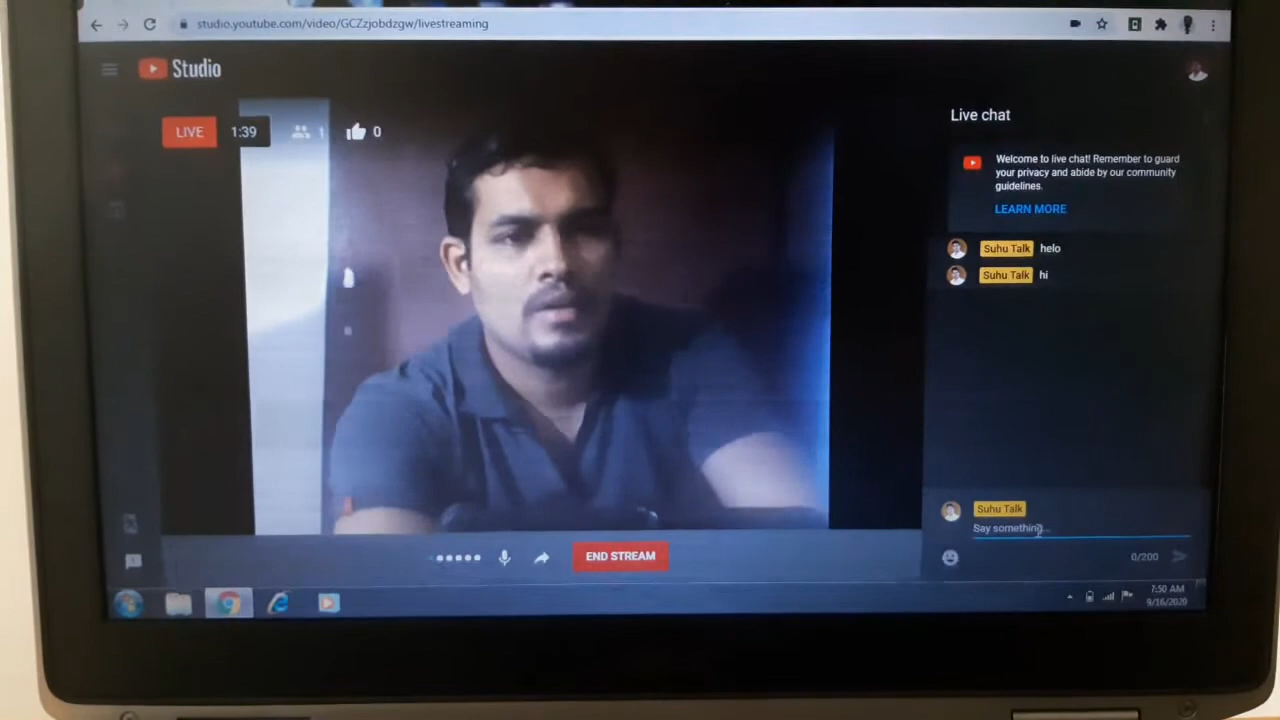 studio.youtube.com/video/GCZzjobdzgw/livestreaming
Studio
LIVE 1:39 1 0
Live chat
Welcome to live chat! Remember to guard
your privacy and abide by our community
guidelines.
LEARN MORE
Suhu Talk helo
Suhu Talk hi
Suhu Talk
Say something...
0/200
END STREAM
7:50 AM
9/16/2020